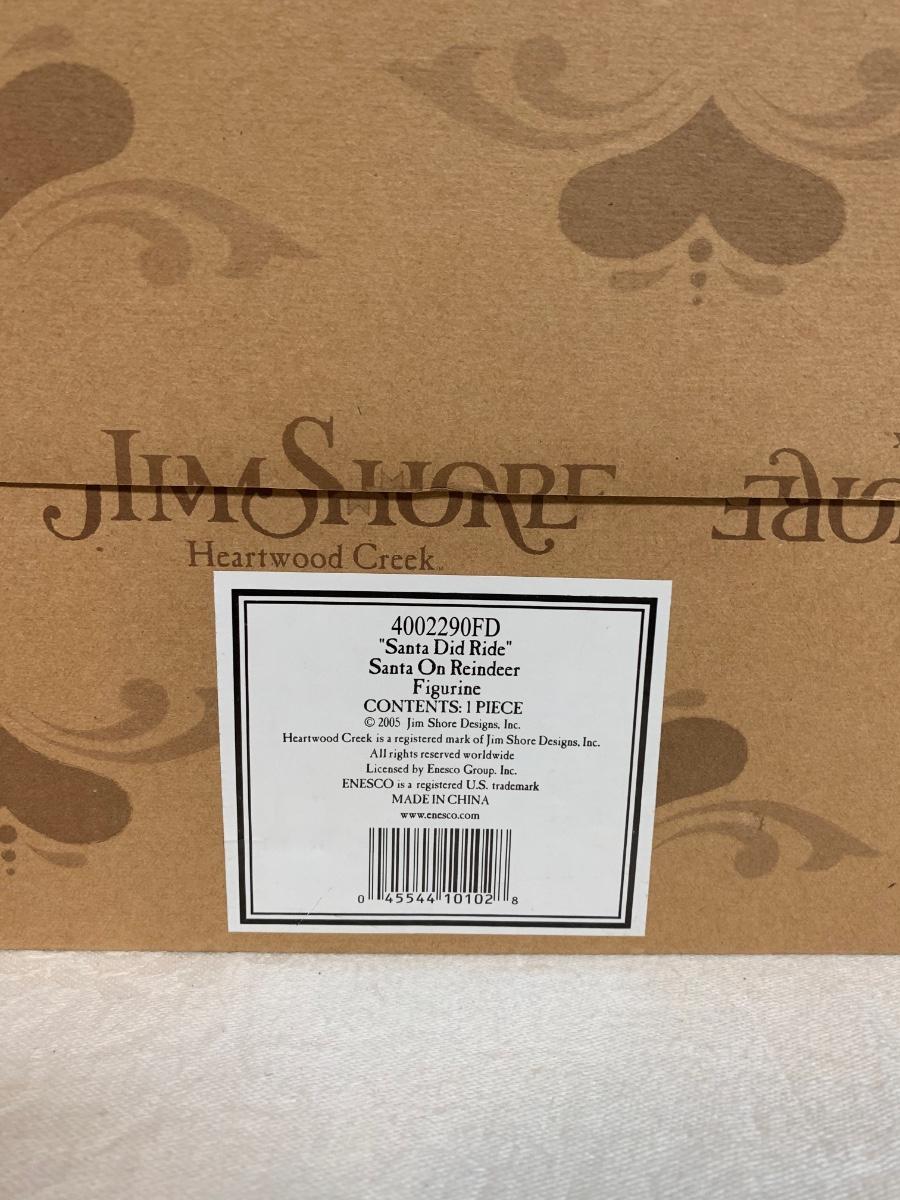 JIM SHORE
Heartwood Creek™
4002290FD
"Santa Did Ride"
Santa On Reindeer
Figurine
CONTENTS: 1 PIECE
© 2005 Jim Shore Designs, Inc.
Heartwood Creek is a registered mark of Jim Shore Designs, Inc.
All rights reserved worldwide
Licensed by Enesco Group. Inc.
ENESCO is a registered U.S. trademark
MADE IN CHINA
www.enesco.com
0 45544 10102 8